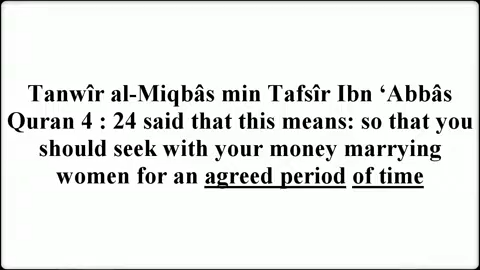 Tanwîr al-Miqbâs min Tafsîr Ibn ‘Abbâs
Quran 4 : 24 said that this means: so that you
should seek with your money marrying
women for an agreed period of time